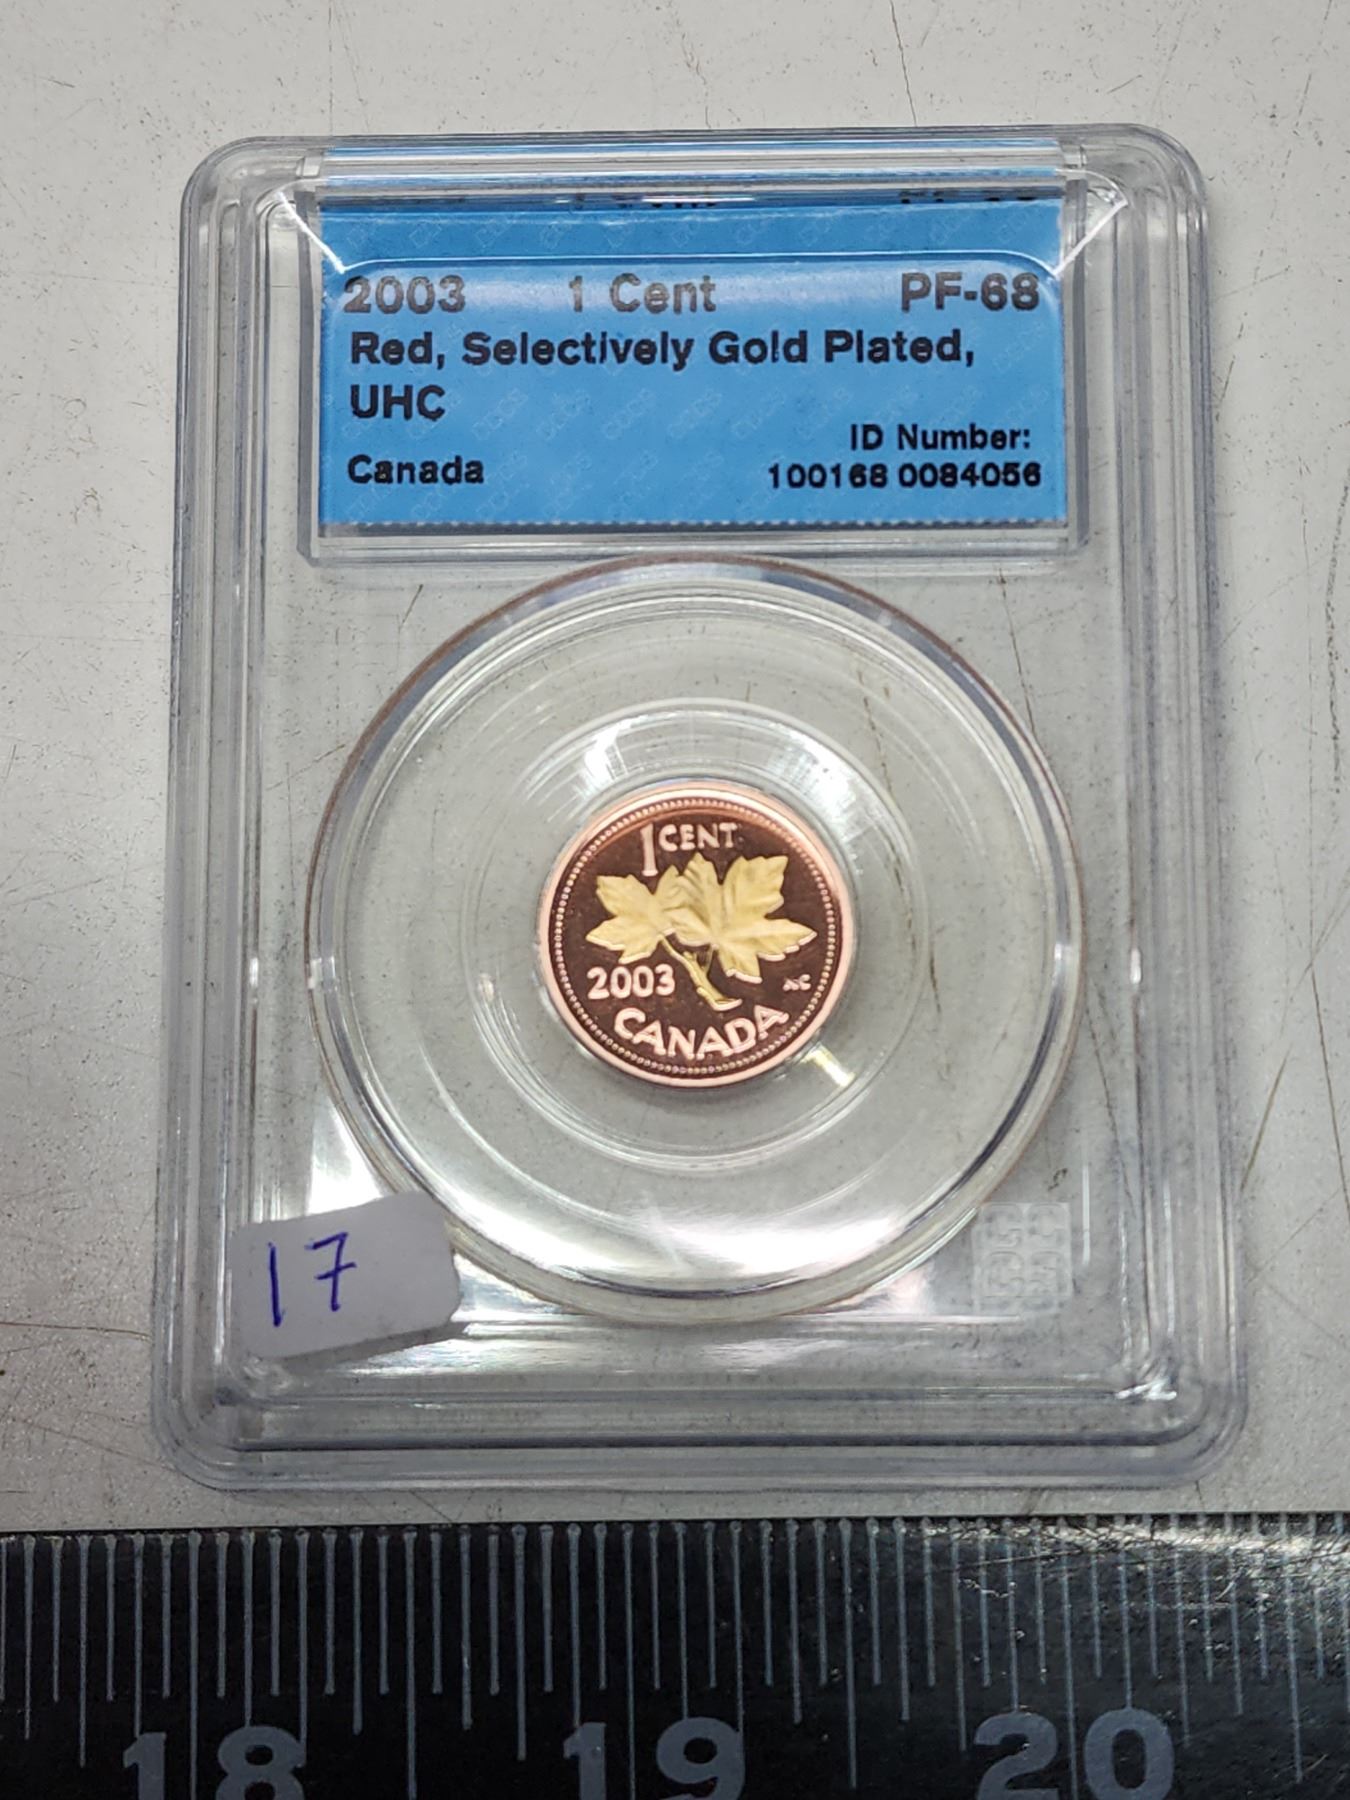 2003 1 Cent PF-68
Red, Selectively Gold Plated,
UHC
ID Number:
Canada 100168 0084056
1 CENT
2003
CANADA
CCCS
17
18 19 20